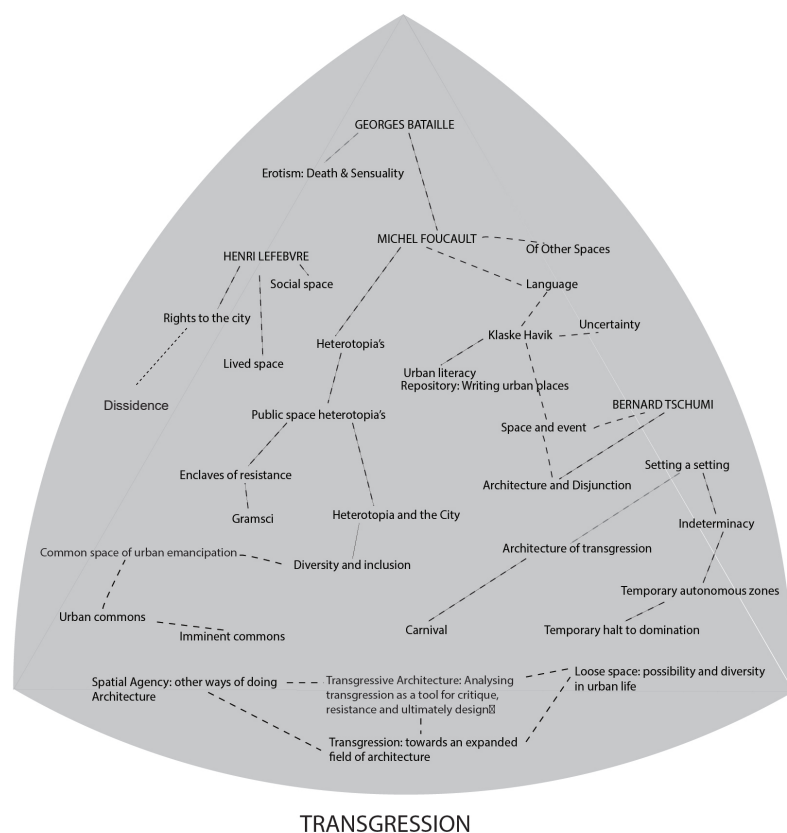 GEORGES BATAILLE
Erotism: Death & Sensuality
MICHEL FOUCAULT
Of Other Spaces
HENRI LEFEBVRE
Social space
Language
Rights to the city
Uncertainty
Klaske Havik
Heterotopia's
Lived space
Urban literacy
Repository: Writing urban places
Dissidence
BERNARD TSCHUMI
Public space heterotopia's
Space and event
Setting a setting
Enclaves of resistance
Architecture and Disjunction
Gramsci
Heterotopia and the City
Indeterminacy
Common space of urban emancipation
Architecture of transgression
Diversity and inclusion
Temporary autonomous zones
Urban commons
Imminent commons
Carnival
Temporary halt to domination
Spatial Agency: other ways of doing
Architecture
Transgressive Architecture: Analysing
transgression as a tool for critique,
resistance and ultimately design
Loose space: possibility and diversity
in urban life
Transgression: towards an expanded
field of architecture
TRANSGRESSION